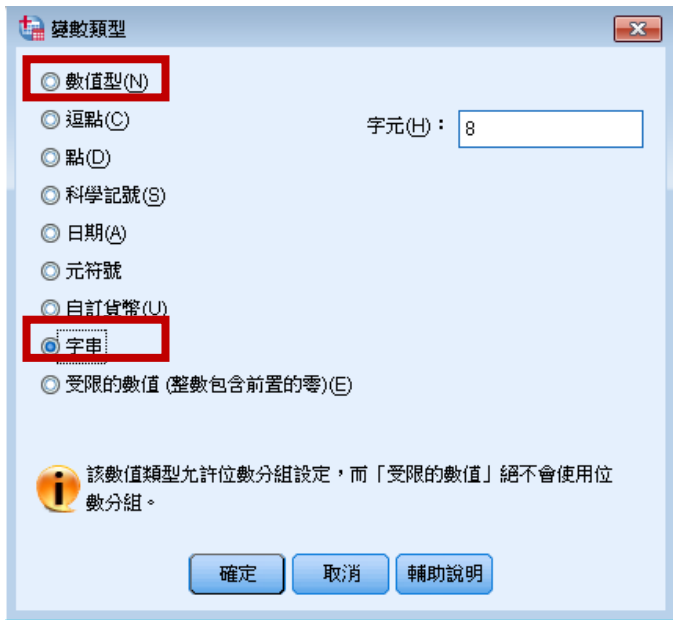 變數類型
數值型(N)
逗點(C)
字元(H)：
8
點(D)
科學記號(S)
日期(A)
元符號
自訂貨幣(U)
字串
受限的數值 (整數包含前置的零)(E)
該數值類型允許位數分組設定，而「受限的數值」絕不會使用位
數分組。
確定
取消
輔助說明